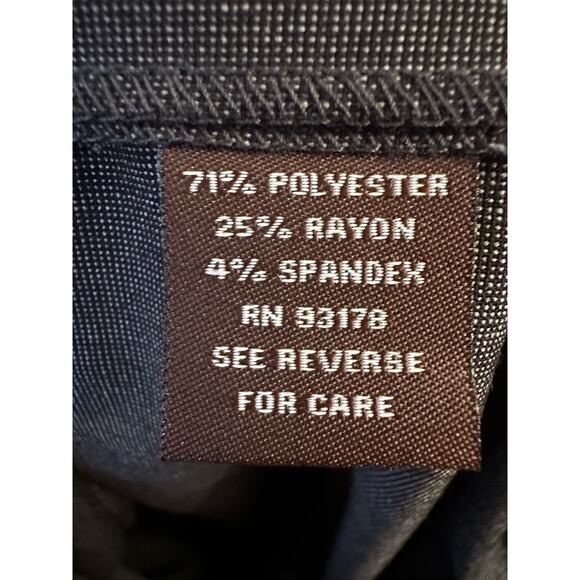 71% POLYESTER
25% RAYON
4% SPANDEX
RN 93178
SEE REVERSE
FOR CARE